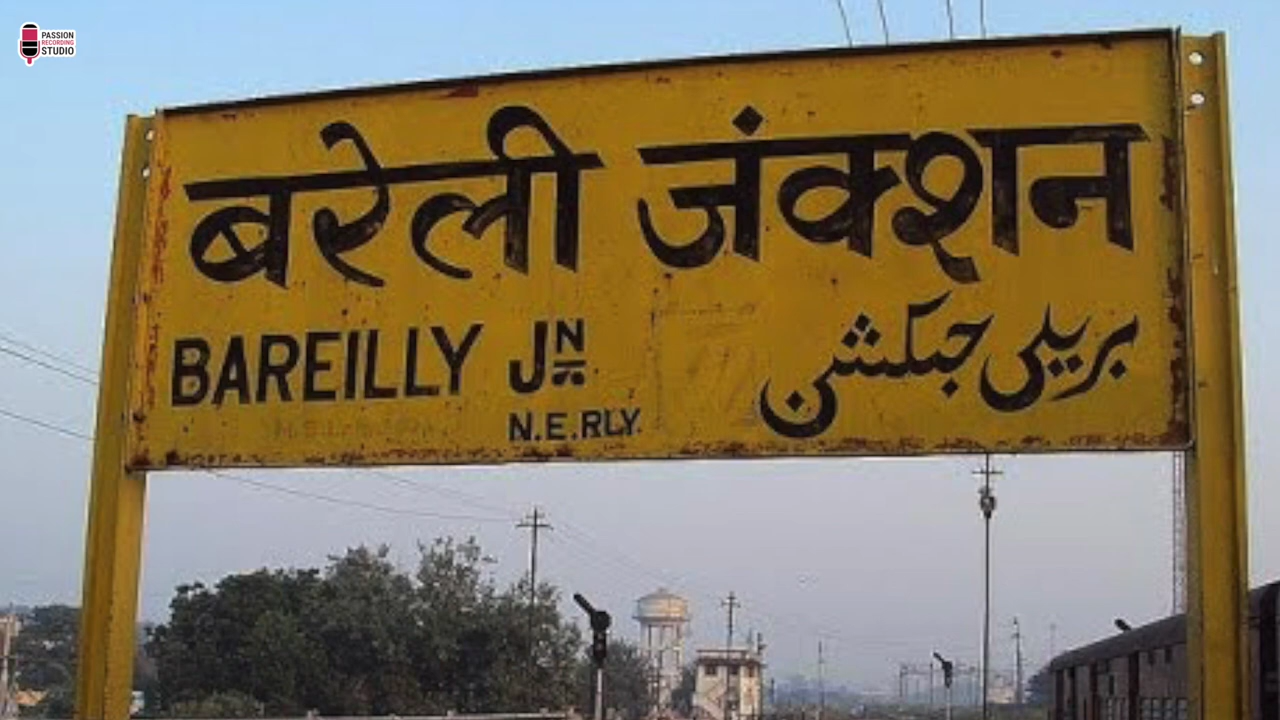 PASSION
RECORDING
STUDIO
बरेली जंक्शन
BAREILLY JN
بریلی جنکشن
N.E.RLY.